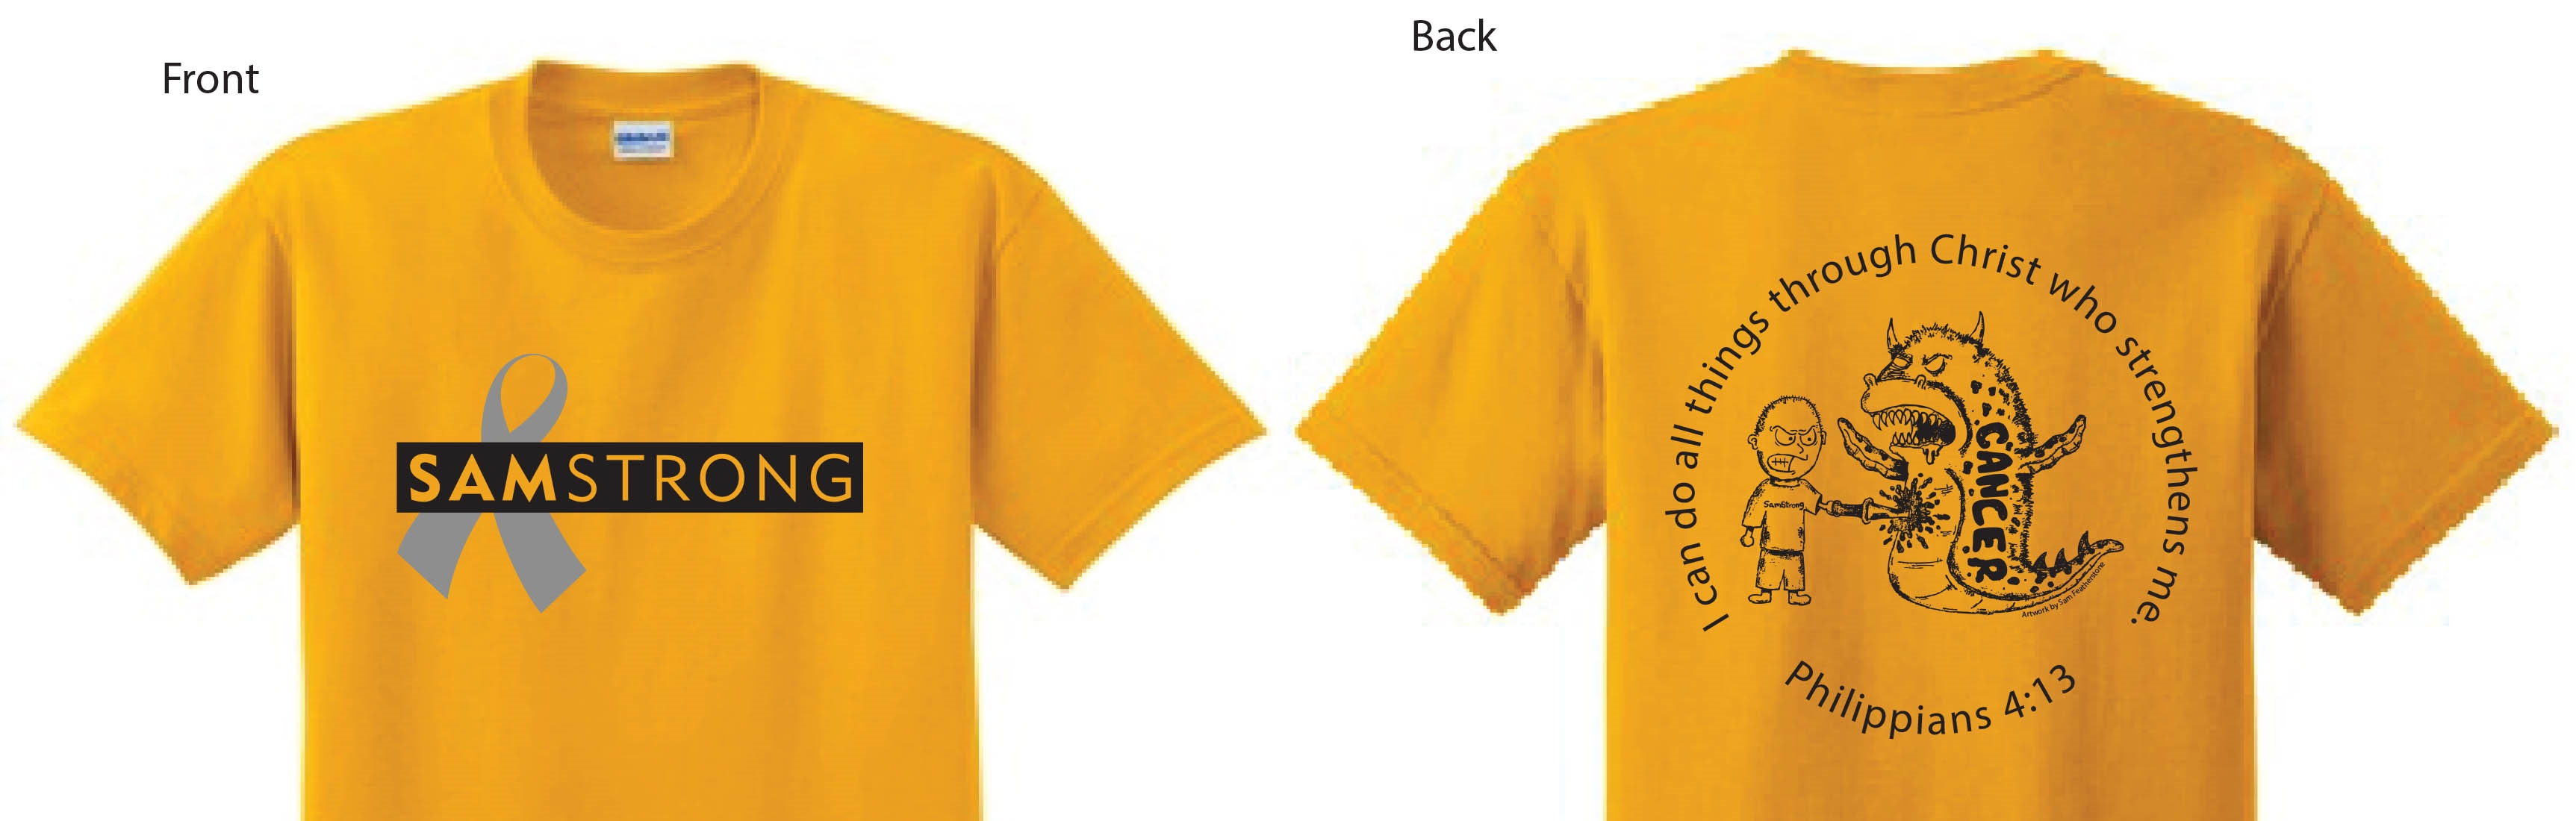 Front
SAMSTRONG
Back
I can do all things through Christ who strengthens me.
CANCER
SamStrong
Artwork by Sam Featherstone
Philippians 4:13